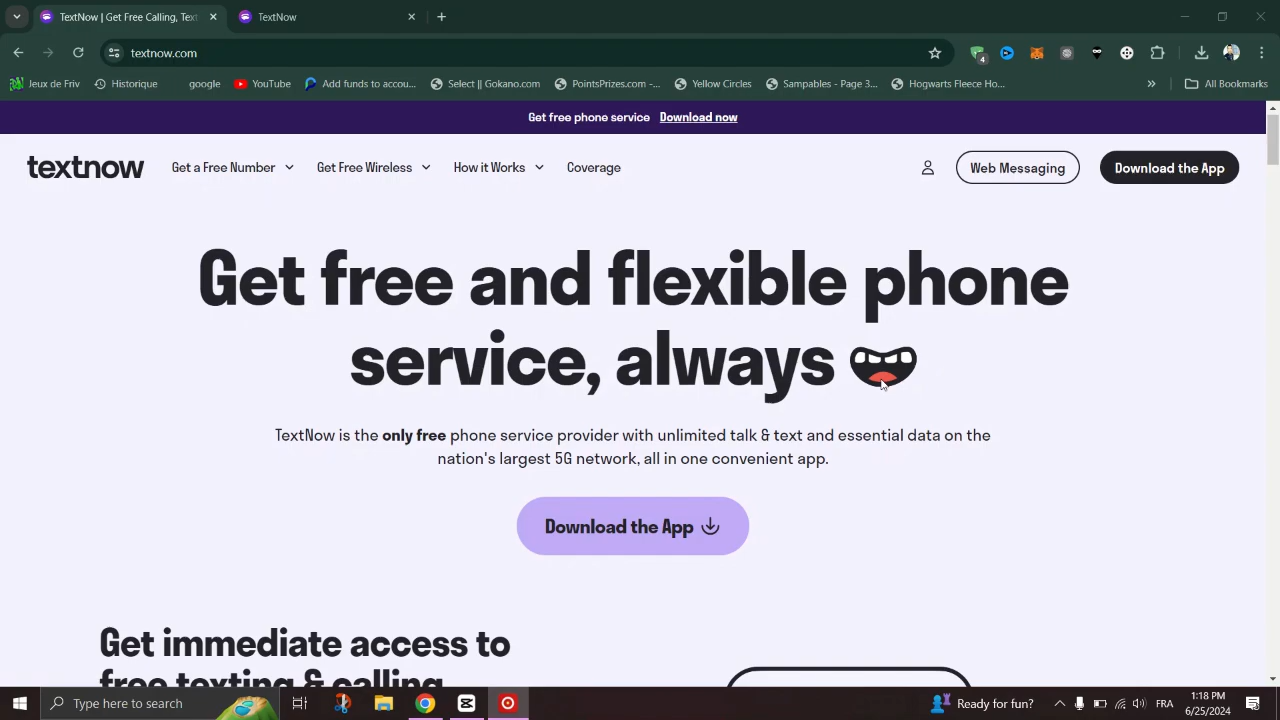 TextNow | Get Free Calling, Text
TextNow
textnow.com
4
Jeux de Friv
Historique
google
YouTube
Add funds to accou...
Select || Gokano.com
PointsPrizes.com -...
Yellow Circles
Sampables - Page 3...
Hogwarts Fleece Ho...
All Bookmarks
Get free phone service Download now
textnow
Get a Free Number
Get Free Wireless
How it Works
Coverage
Web Messaging
Download the App
Get free and flexible phone
service, always
TextNow is the only free phone service provider with unlimited talk & text and essential data on the
nation's largest 5G network, all in one convenient app.
Download the App
Get immediate access to
free texting & calling
Type here to search
Ready for fun?
FRA
1:18 PM
6/25/2024